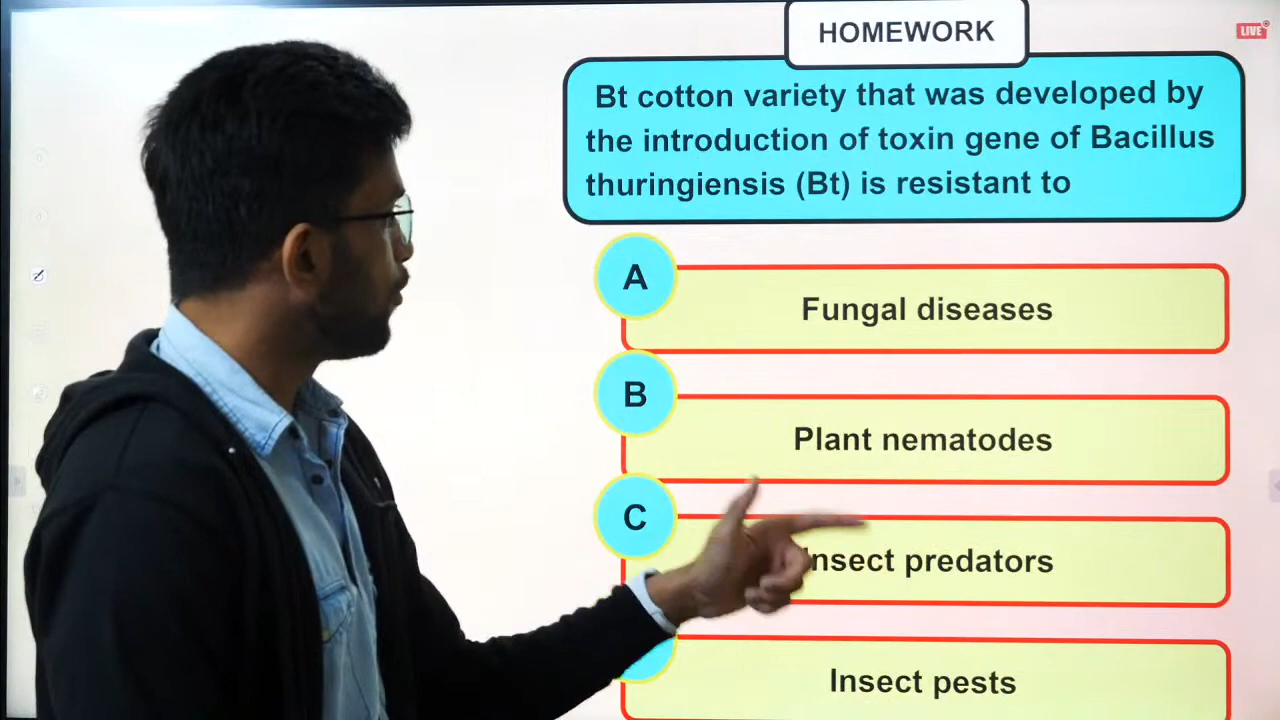 LIVE
HOMEWORK
Bt cotton variety that was developed by
the introduction of toxin gene of Bacillus
thuringiensis (Bt) is resistant to
A
Fungal diseases
B
Plant nematodes
C
Insect predators
Insect pests